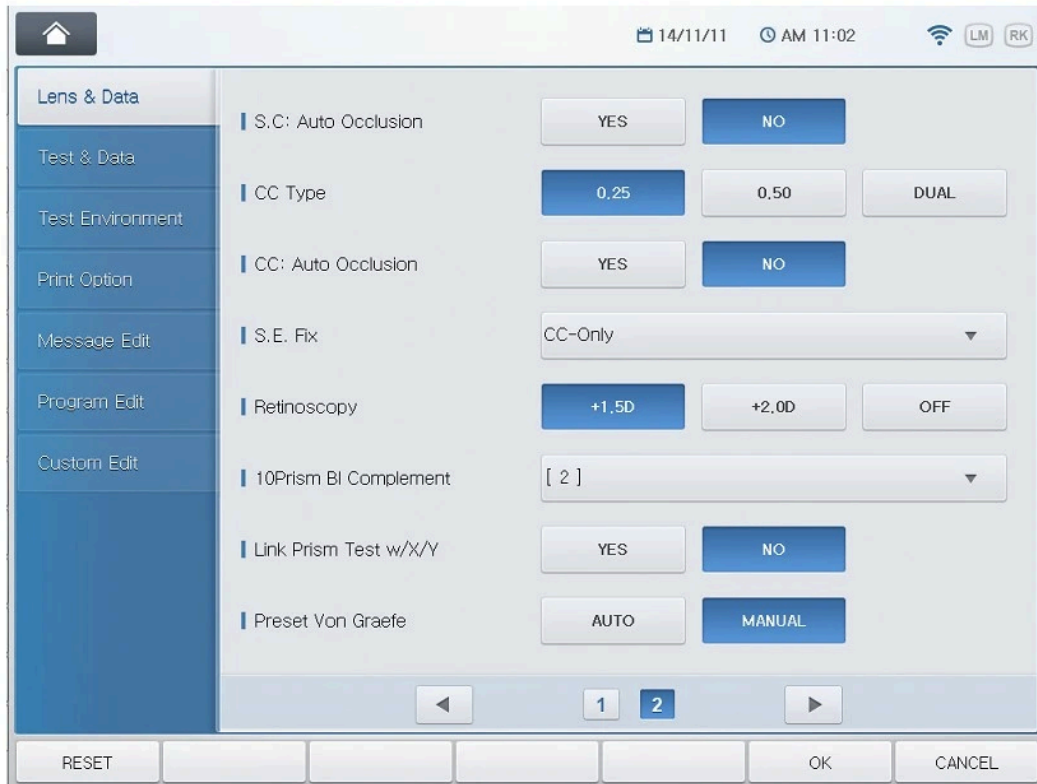 14/11/11 AM 11:02 LM RK
Lens & Data
Test & Data
Test Environment
Print Option
Message Edit
Program Edit
Custom Edit
S.C: Auto Occlusion YES NO
CC Type 0.25 0.50 DUAL
CC: Auto Occlusion YES NO
S.E. Fix CC-Only
Retinoscopy +1.5D +2.0D OFF
10Prism BI Complement [ 2 ]
Link Prism Test w/X/Y YES NO
Preset Von Graefe AUTO MANUAL
1 2
RESET OK CANCEL